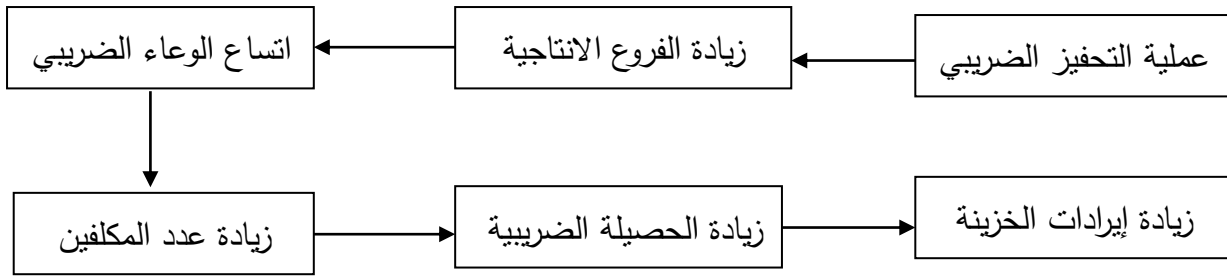 عملية التحفيز الضريبي
زيادة الفروع الانتاجية
اتساع الوعاء الضريبي
زيادة عدد المكلفين
زيادة الحصيلة الضريبية
زيادة إيرادات الخزينة